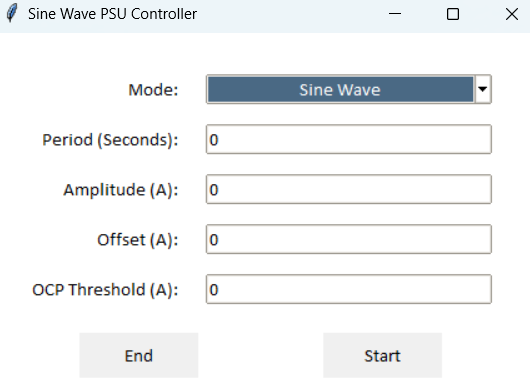 Sine Wave PSU Controller
Mode: Sine Wave
Period (Seconds): 0
Amplitude (A): 0
Offset (A): 0
OCP Threshold (A): 0
End Start